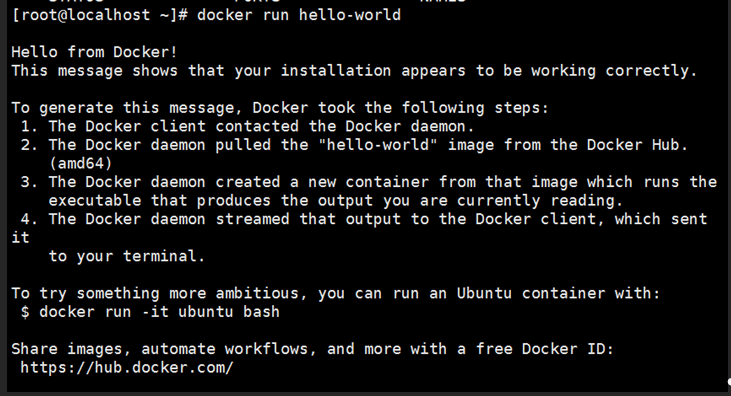 [root@localhost ~]# docker run hello-world
Hello from Docker!
This message shows that your installation appears to be working correctly.
To generate this message, Docker took the following steps:
1. The Docker client contacted the Docker daemon.
2. The Docker daemon pulled the "hello-world" image from the Docker Hub.
(amd64)
3. The Docker daemon created a new container from that image which runs the
executable that produces the output you are currently reading.
4. The Docker daemon streamed that output to the Docker client, which sent
it
to your terminal.
To try something more ambitious, you can run an Ubuntu container with:
$ docker run -it ubuntu bash
Share images, automate workflows, and more with a free Docker ID:
https://hub.docker.com/